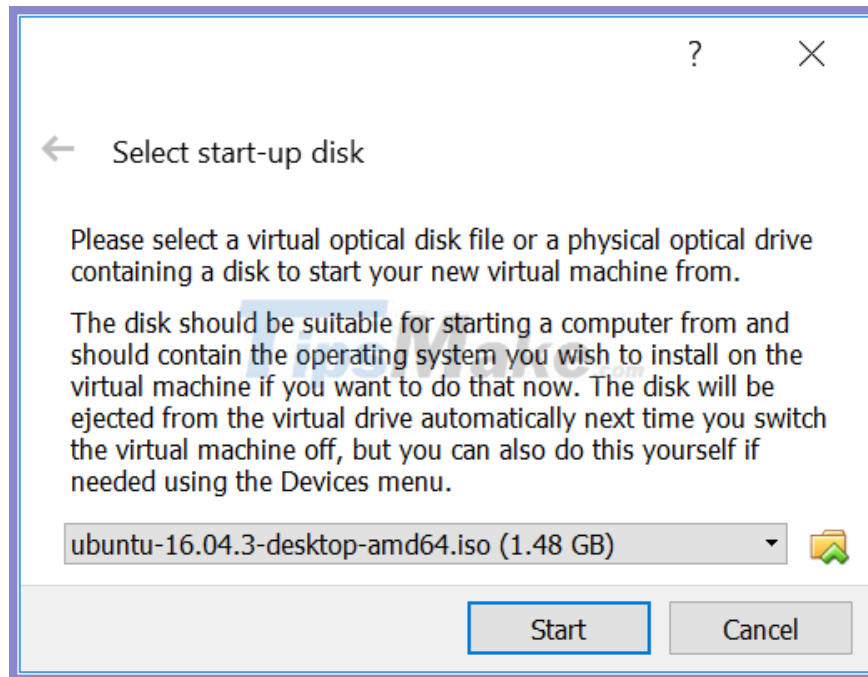 ?
Select start-up disk
Please select a virtual optical disk file or a physical optical drive
containing a disk to start your new virtual machine from.
The disk should be suitable for starting a computer from and
should contain the operating system you wish to install on the
virtual machine if you want to do that now. The disk will be
ejected from the virtual drive automatically next time you switch
the virtual machine off, but you can also do this yourself if
needed using the Devices menu.
TipsMake.com
ubuntu-16.04.3-desktop-amd64.iso (1.48 GB)
Start Cancel